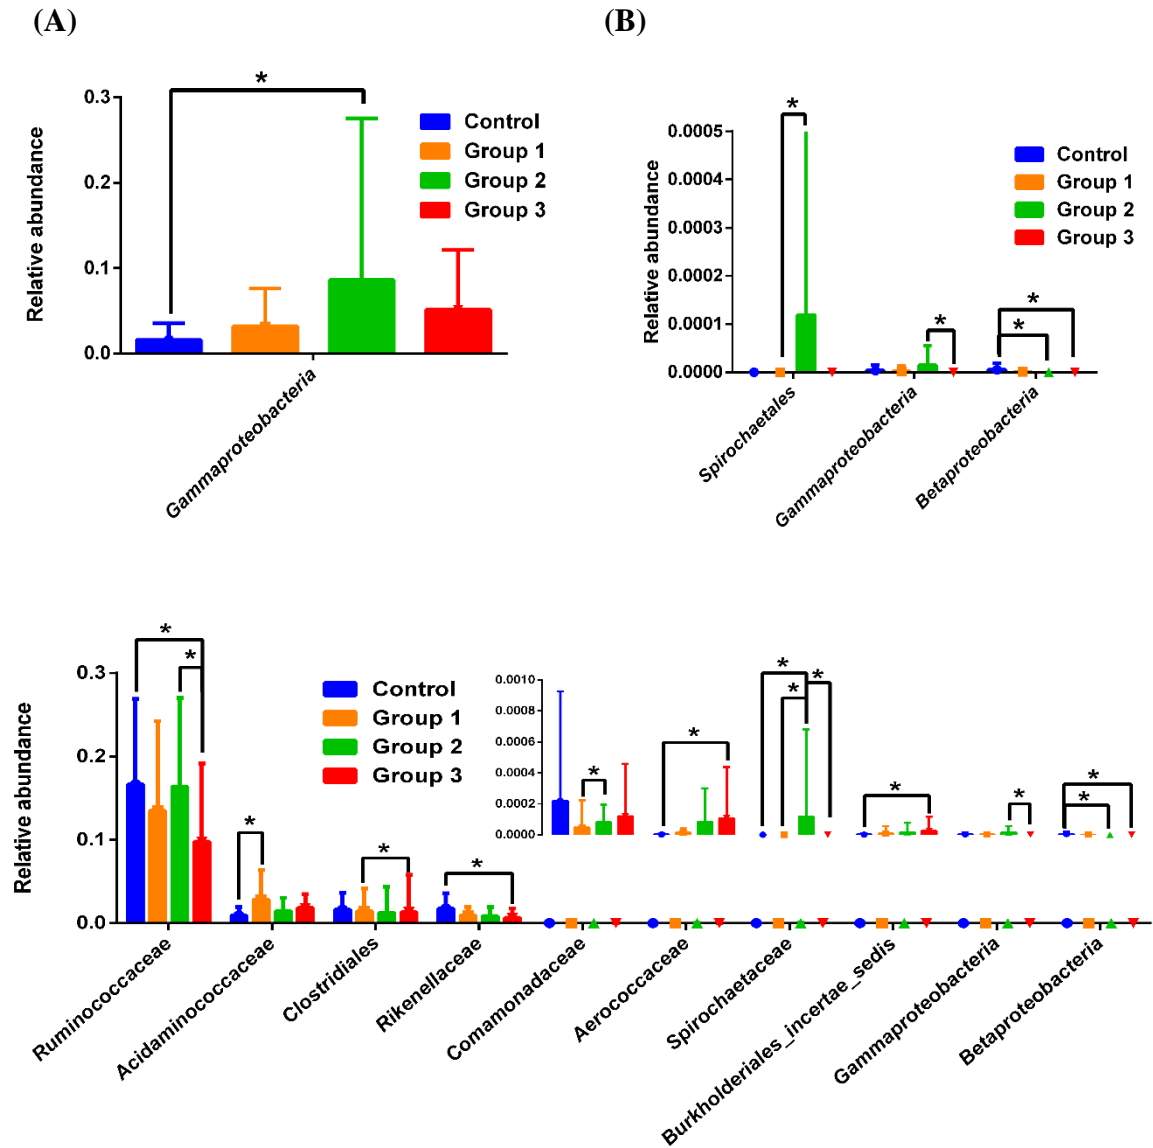 (A)
(B)
*
0.3
0.2
0.1
0.0
Relative abundance
Control
Group 1
Group 2
Group 3
Gammaproteobacteria
*
*
*
*
0.0005
0.0004
0.0003
0.0002
0.0001
0.0000
Relative abundance
Control
Group 1
Group 2
Group 3
Spirochaetales
Gammaproteobacteria
Betaproteobacteria
*
*
*
*
*
0.3
0.2
0.1
0.0
Relative abundance
Control
Group 1
Group 2
Group 3
0.0010
0.0008
0.0006
0.0004
0.0002
0.0000
*
*
*
*
*
*
*
*
*
Ruminococcaceae
Acidaminococcaceae
Clostridiales
Rikenellaceae
Comamonadaceae
Aerococcaceae
Spirochaetaceae
Burkholderiales_incertae_sedis
Gammaproteobacteria
Betaproteobacteria